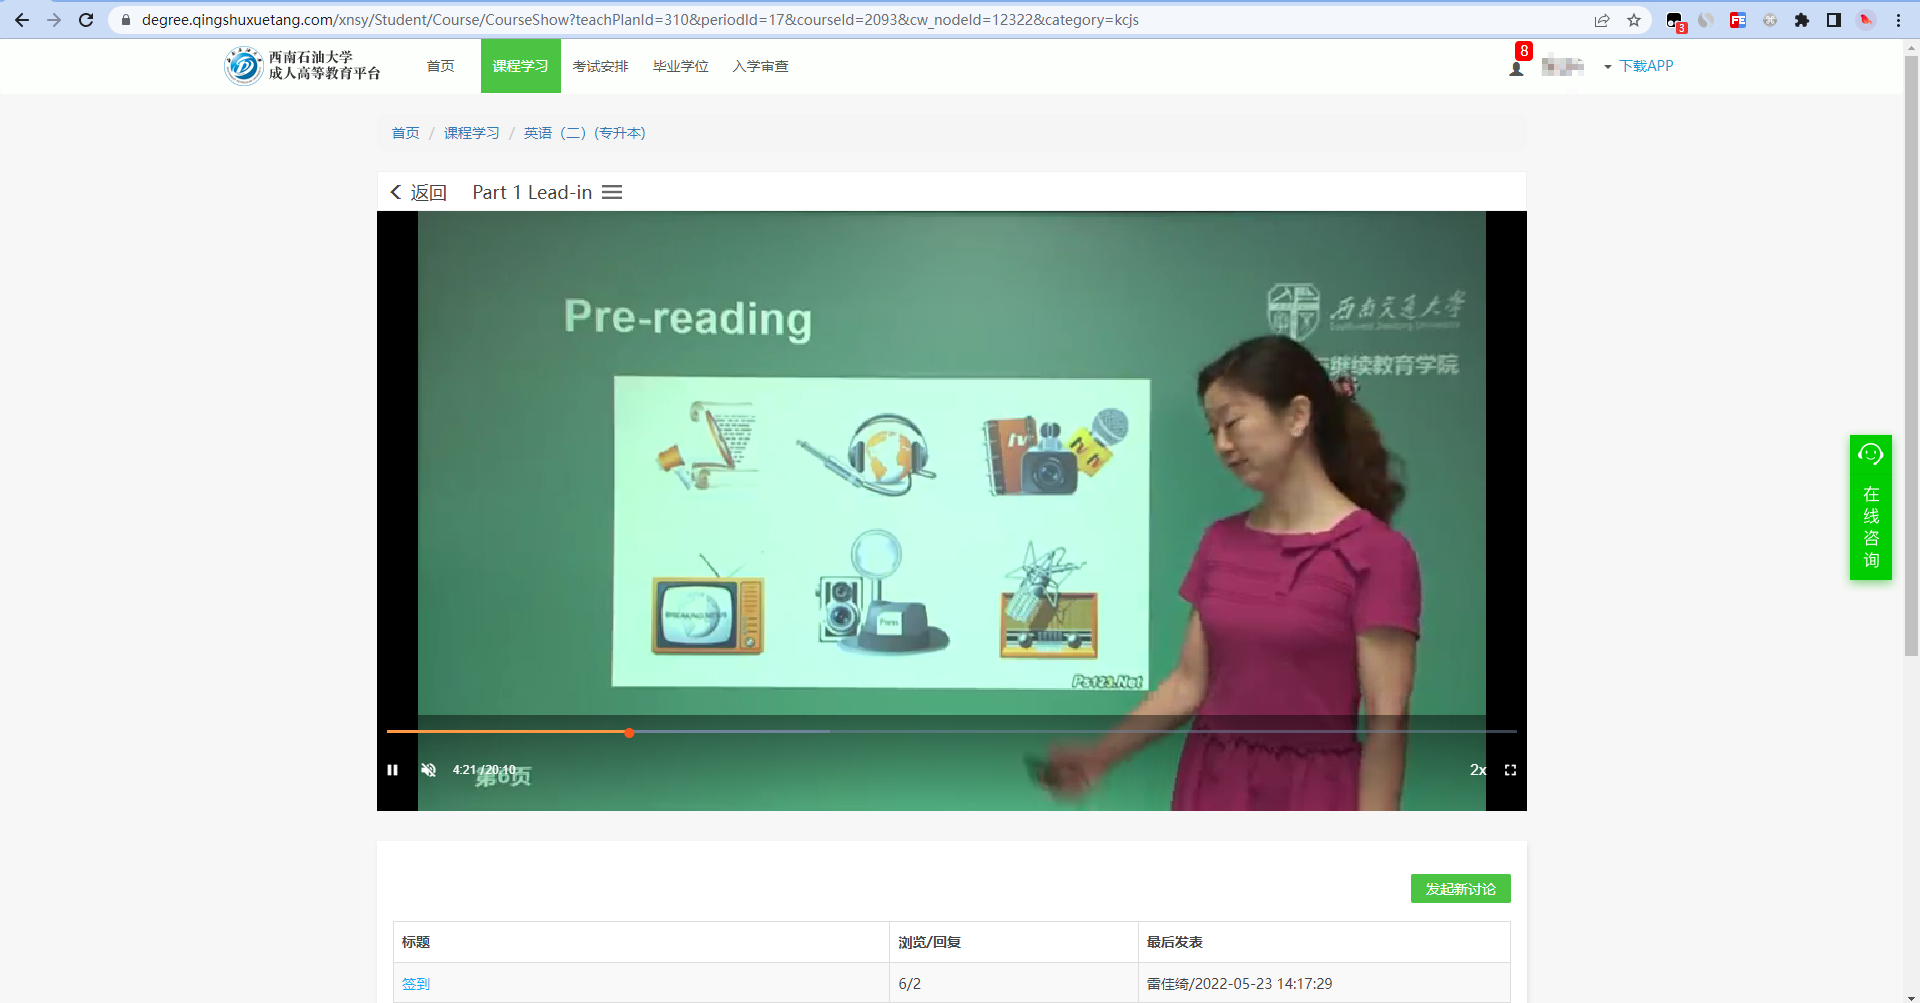 degree.qingshuxuetang.com/xnsy/Student/Course/CourseShow?teachPlanId=310&periodId=17&courseId=2093&cw_nodeId=12322&category=kcjs
3
FE
西南石油大学
成人高等教育平台
首页
课程学习
考试安排
毕业学位
入学审查
8
下载APP
首页 / 课程学习 / 英语（二）(专升本)
返回
Part 1 Lead-in
Pre-reading
西南交通大学
Southwest Jiaotong University
继续教育学院
tv
BREAKING NEWS
Press
Ps123.Net
4:21 /20:10
第6页
2x
在线咨询
发起新讨论
标题
浏览/回复
最后发表
签到
6/2
雷佳绮/2022-05-23 14:17:29